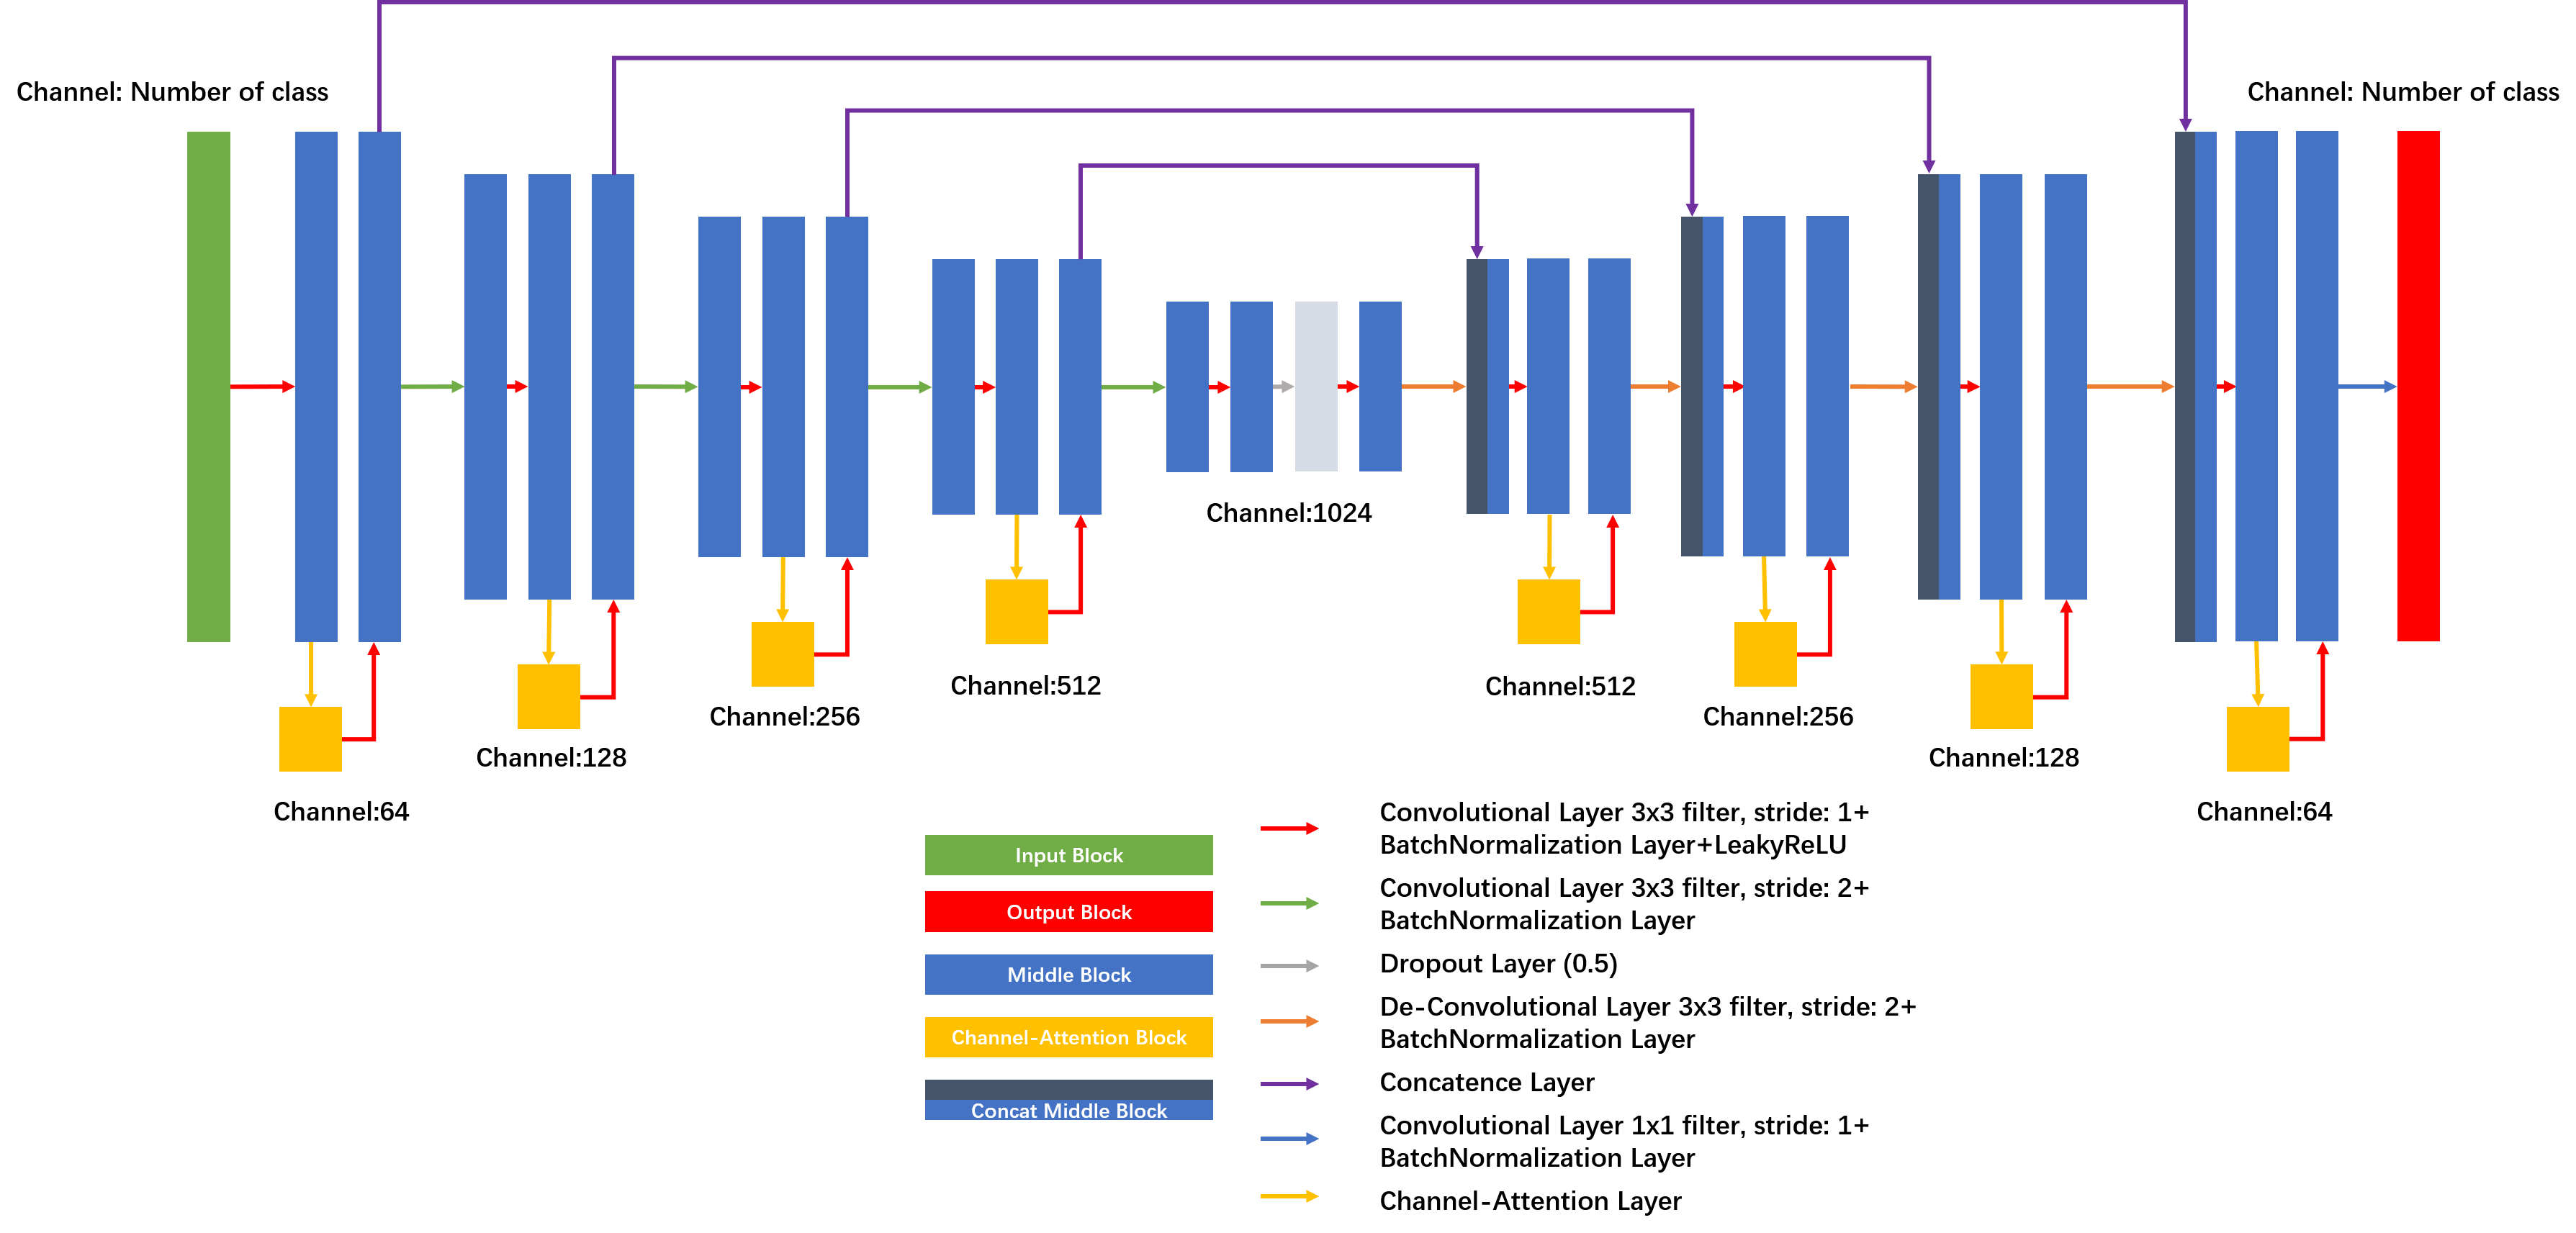 Channel: Number of class
Channel: Number of class
Channel:1024
Channel:512
Channel:512
Channel:256
Channel:256
Channel:128
Channel:128
Channel:64
Channel:64
Input Block
Output Block
Middle Block
Channel-Attention Block
Concat Middle Block
Convolutional Layer 3x3 filter, stride: 1+
BatchNormalization Layer+LeakyReLU
Convolutional Layer 3x3 filter, stride: 2+
BatchNormalization Layer
Dropout Layer (0.5)
De-Convolutional Layer 3x3 filter, stride: 2+
BatchNormalization Layer
Concatence Layer
Convolutional Layer 1x1 filter, stride: 1+
BatchNormalization Layer
Channel-Attention Layer